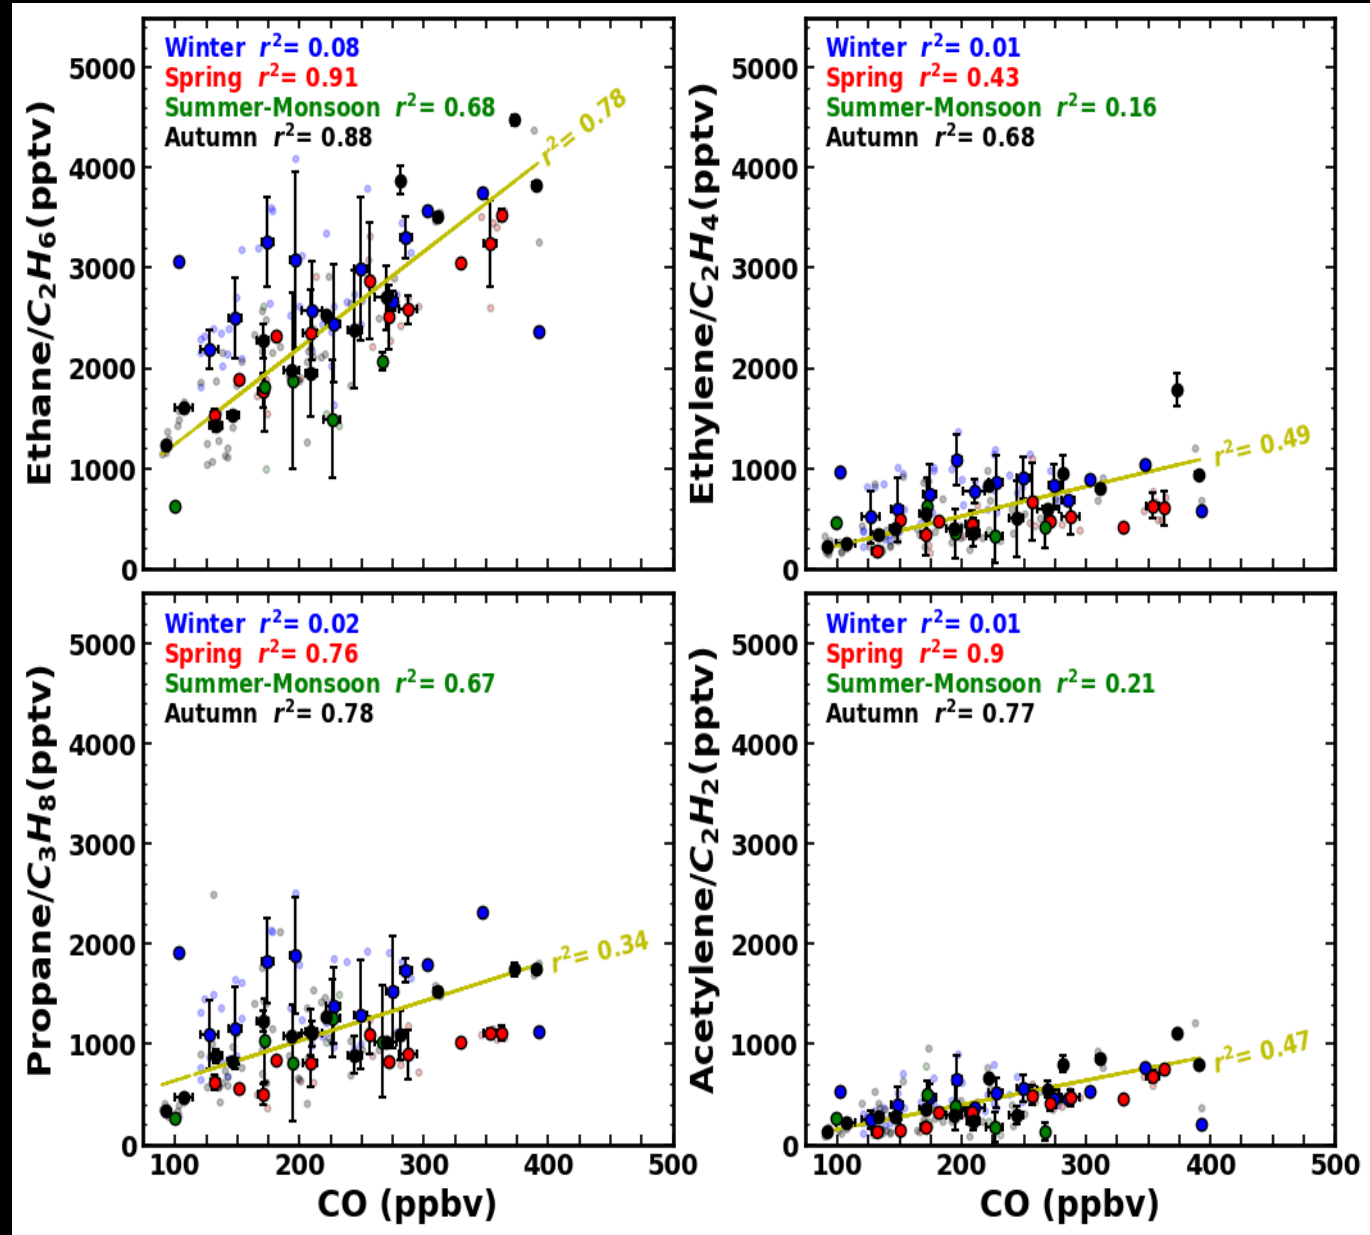 Ethane/C2H6(pptv)
5000
4000
3000
2000
1000
0
Winter r²= 0.08
Spring r²= 0.91
Summer-Monsoon r²= 0.68
Autumn r²= 0.88
r²= 0.78
Ethylene/C2H4(pptv)
5000
4000
3000
2000
1000
0
Winter r²= 0.01
Spring r²= 0.43
Summer-Monsoon r²= 0.16
Autumn r²= 0.68
r²= 0.49
Propane/C3H8(pptv)
5000
4000
3000
2000
1000
0
Winter r²= 0.02
Spring r²= 0.76
Summer-Monsoon r²= 0.67
Autumn r²= 0.78
r²= 0.34
100 200 300 400 500
CO (ppbv)
Acetylene/C2H2(pptv)
5000
4000
3000
2000
1000
0
Winter r²= 0.01
Spring r²= 0.9
Summer-Monsoon r²= 0.21
Autumn r²= 0.77
r²= 0.47
100 200 300 400 500
CO (ppbv)